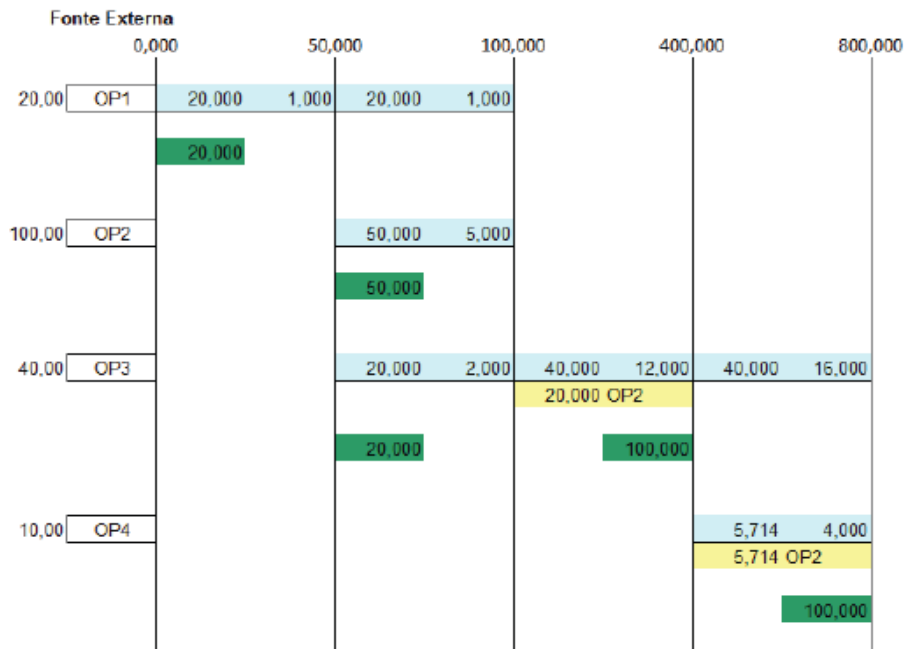 Fonte Externa
0,000 50,000 100,000 400,000 800,000
20,00 OP1 20,000 1,000 20,000 1,000
20,000
100,00 OP2 50,000 5,000
50,000
40,00 OP3 20,000 2,000 40,000 12,000 40,000 16,000
20,000 OP2
20,000 100,000
10,00 OP4 5,714 4,000
5,714 OP2
100,000